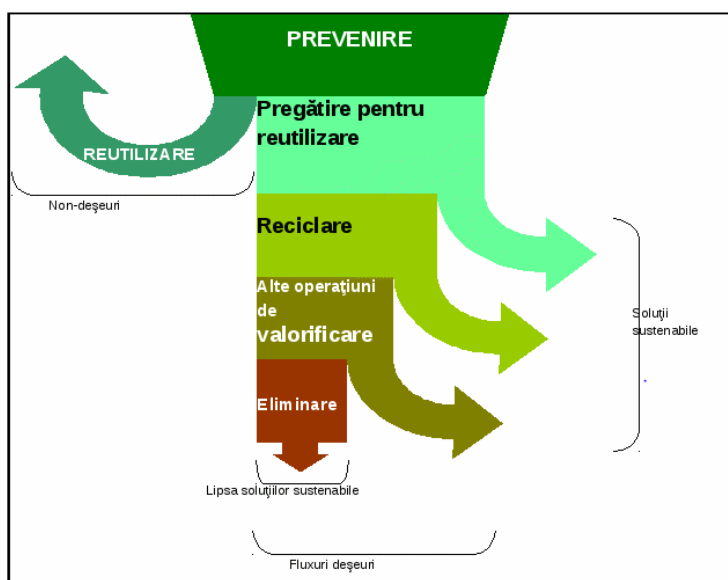 PREVENIRE
Pregătire pentru
reutilizare
REUTILIZARE
Non-deşeuri
Reciclare
Alte operaţiuni
de
valorificare
Soluţii
sustenabile
Eliminare
Lipsa soluţiilor sustenabile
Fluxuri deşeuri